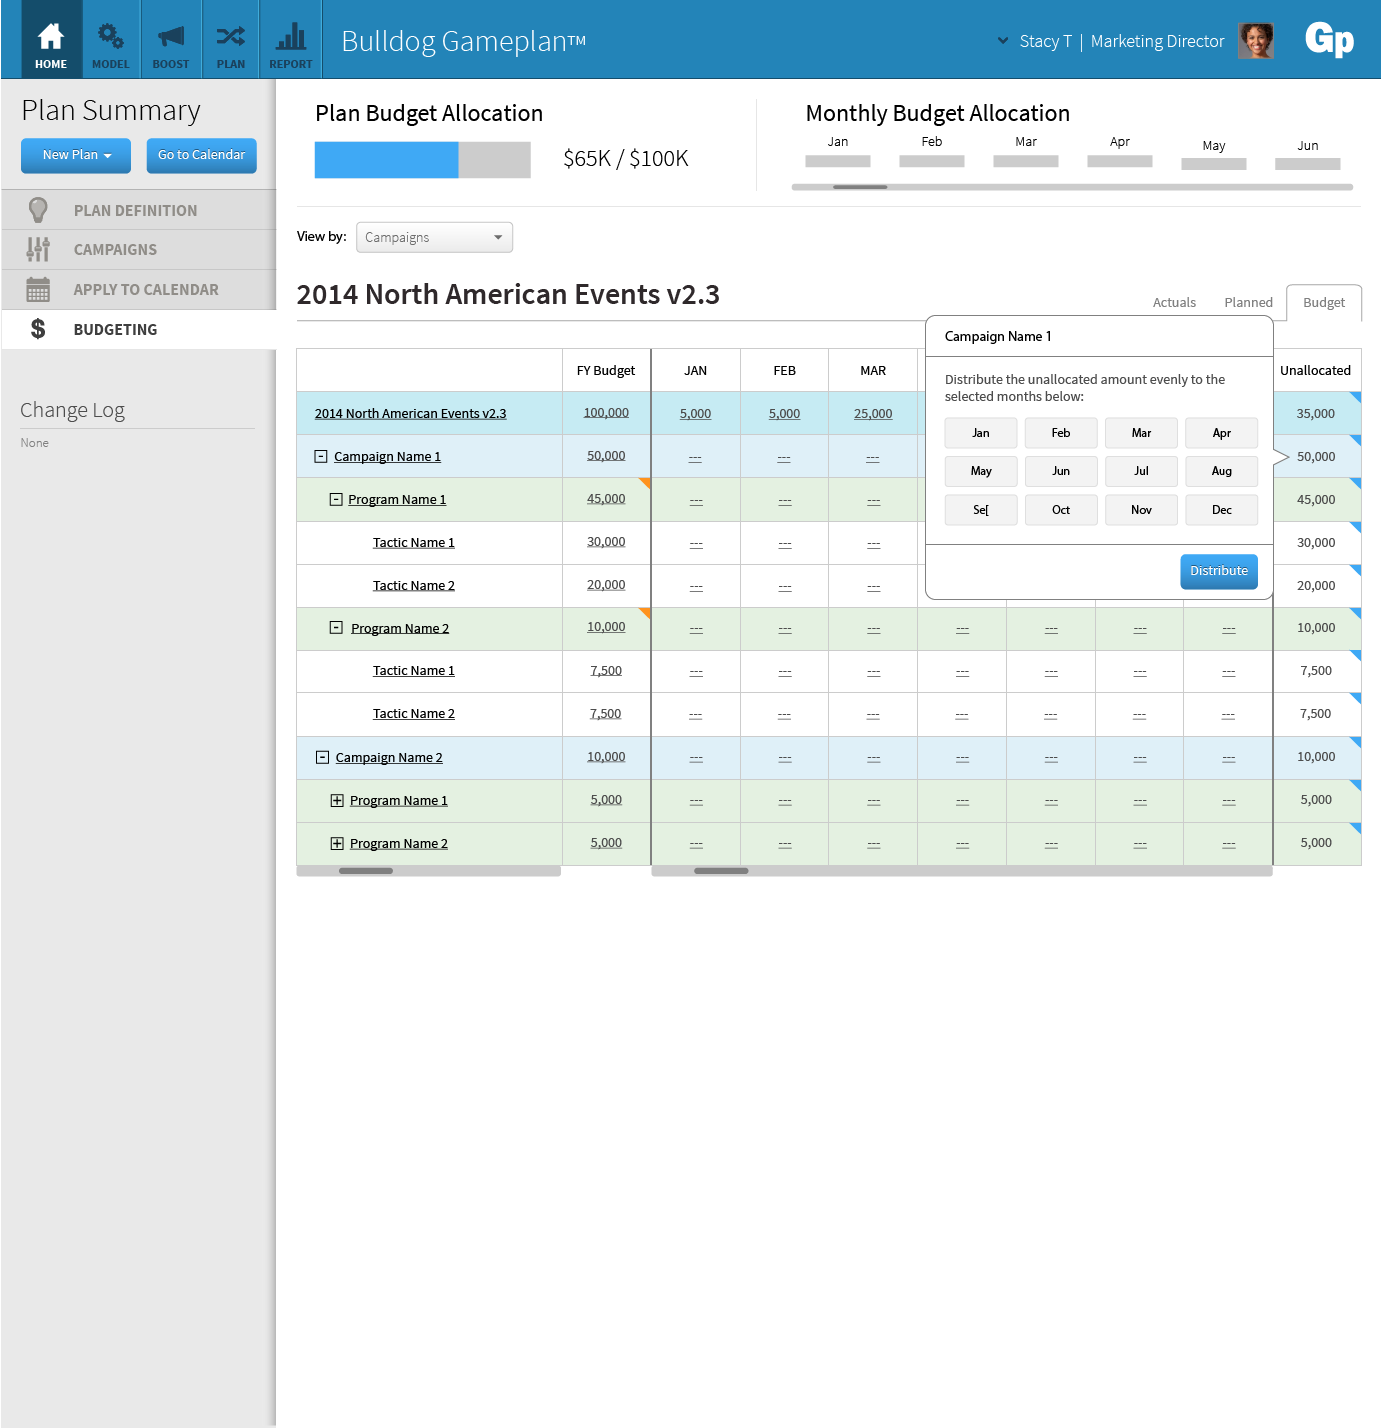 Bulldog Gameplan™
Stacy T | Marketing Director
Gp
HOME MODEL BOOST PLAN REPORT
Plan Summary
New Plan Go to Calendar
PLAN DEFINITION
CAMPAIGNS
APPLY TO CALENDAR
$ BUDGETING
Change Log
None
Plan Budget Allocation
$65K / $100K
Monthly Budget Allocation
Jan Feb Mar Apr May Jun
View by: Campaigns
2014 North American Events v2.3
Actuals Planned Budget
FY Budget JAN FEB MAR Unallocated
2014 North American Events v2.3 100,000 5,000 5,000 25,000 35,000
Campaign Name 1 50,000 --- --- --- 50,000
Program Name 1 45,000 --- --- --- 45,000
Tactic Name 1 30,000 --- --- --- 30,000
Tactic Name 2 20,000 --- --- --- 20,000
Program Name 2 10,000 --- --- --- --- --- --- --- 10,000
Tactic Name 1 7,500 --- --- --- --- --- --- --- 7,500
Tactic Name 2 7,500 --- --- --- --- --- --- --- 7,500
Campaign Name 2 10,000 --- --- --- --- --- --- --- 10,000
Program Name 1 5,000 --- --- --- --- --- --- --- 5,000
Program Name 2 5,000 --- --- --- --- --- --- --- 5,000
Campaign Name 1
Distribute the unallocated amount evenly to the
selected months below:
Jan Feb Mar Apr
May Jun Jul Aug
Se[ Oct Nov Dec
Distribute